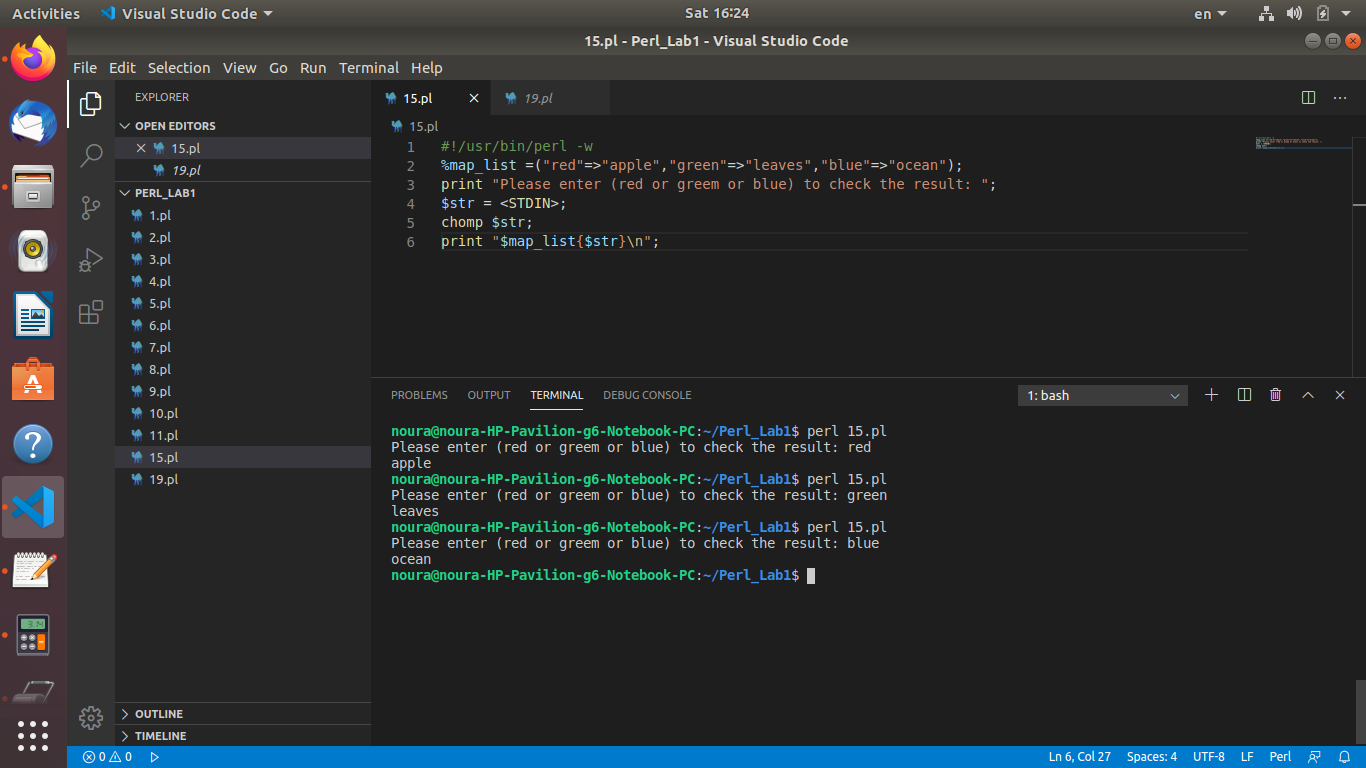 Activities Visual Studio Code Sat 16:24 en
15.pl - Perl_Lab1 - Visual Studio Code
File Edit Selection View Go Run Terminal Help
EXPLORER
OPEN EDITORS
15.pl
19.pl
PERL_LAB1
1.pl
2.pl
3.pl
4.pl
5.pl
6.pl
7.pl
8.pl
9.pl
10.pl
11.pl
15.pl
19.pl
OUTLINE
TIMELINE
15.pl 19.pl
15.pl
1 #!/usr/bin/perl -w
2 %map_list =("red"=>"apple","green"=>"leaves","blue"=>"ocean");
3 print "Please enter (red or greem or blue) to check the result: ";
4 $str = <STDIN>;
5 chomp $str;
6 print "$map_list{$str}\n";
PROBLEMS OUTPUT TERMINAL DEBUG CONSOLE 1: bash
noura@noura-HP-Pavilion-g6-Notebook-PC:~/Perl_Lab1$ perl 15.pl
Please enter (red or greem or blue) to check the result: red
apple
noura@noura-HP-Pavilion-g6-Notebook-PC:~/Perl_Lab1$ perl 15.pl
Please enter (red or greem or blue) to check the result: green
leaves
noura@noura-HP-Pavilion-g6-Notebook-PC:~/Perl_Lab1$ perl 15.pl
Please enter (red or greem or blue) to check the result: blue
ocean
noura@noura-HP-Pavilion-g6-Notebook-PC:~/Perl_Lab1$
0 0 Ln 6, Col 27 Spaces: 4 UTF-8 LF Perl